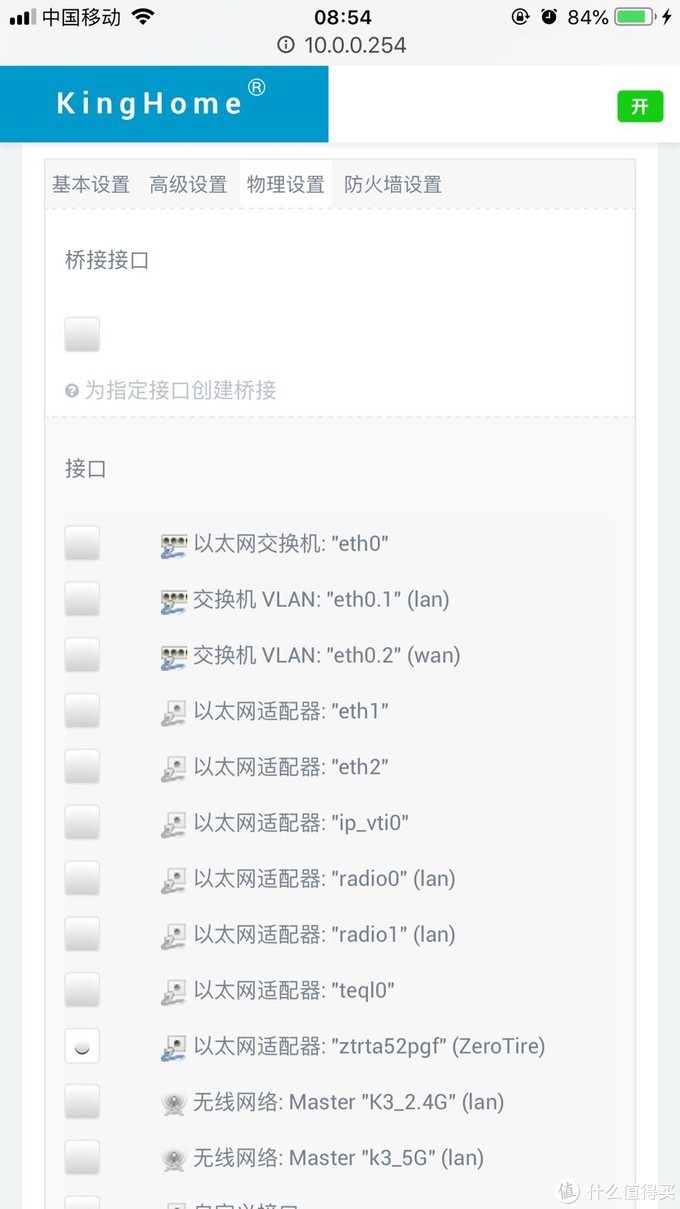 中国移动 08:54 84%
10.0.0.254
KingHome® 开
基本设置 高级设置 物理设置 防火墙设置
桥接接口
为指定接口创建桥接
接口
以太网交换机: "eth0"
交换机 VLAN: "eth0.1" (lan)
交换机 VLAN: "eth0.2" (wan)
以太网适配器: "eth1"
以太网适配器: "eth2"
以太网适配器: "ip_vti0"
以太网适配器: "radio0" (lan)
以太网适配器: "radio1" (lan)
以太网适配器: "teql0"
以太网适配器: "ztrta52pgf" (ZeroTire)
无线网络: Master "K3_2.4G" (lan)
无线网络: Master "k3_5G" (lan)
自定义接口
值 什么值得买